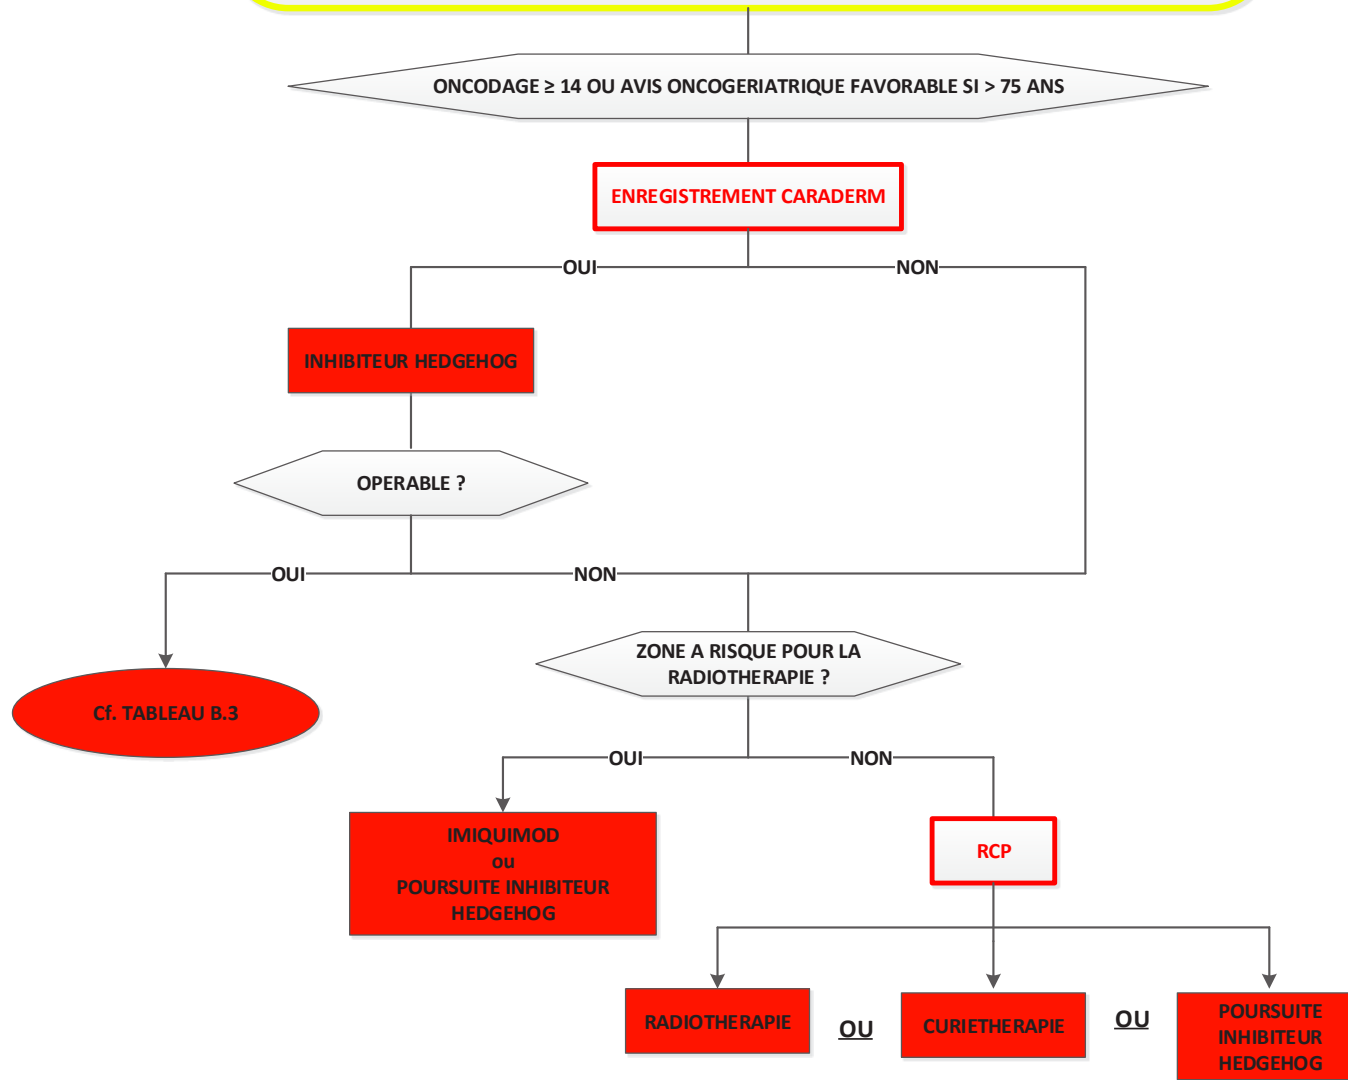 ONCODAGE ≥ 14 OU AVIS ONCOGERIATRIQUE FAVORABLE SI > 75 ANS
ENREGISTREMENT CARADERM
OUI
NON
INHIBITEUR HEDGEHOG
OPERABLE ?
OUI
NON
ZONE A RISQUE POUR LA
RADIOTHERAPIE ?
Cf. TABLEAU B.3
OUI
NON
IMIQUIMOD
ou
POURSUITE INHIBITEUR
HEDGEHOG
RCP
RADIOTHERAPIE
OU
CURIETHERAPIE
OU
POURSUITE
INHIBITEUR
HEDGEHOG